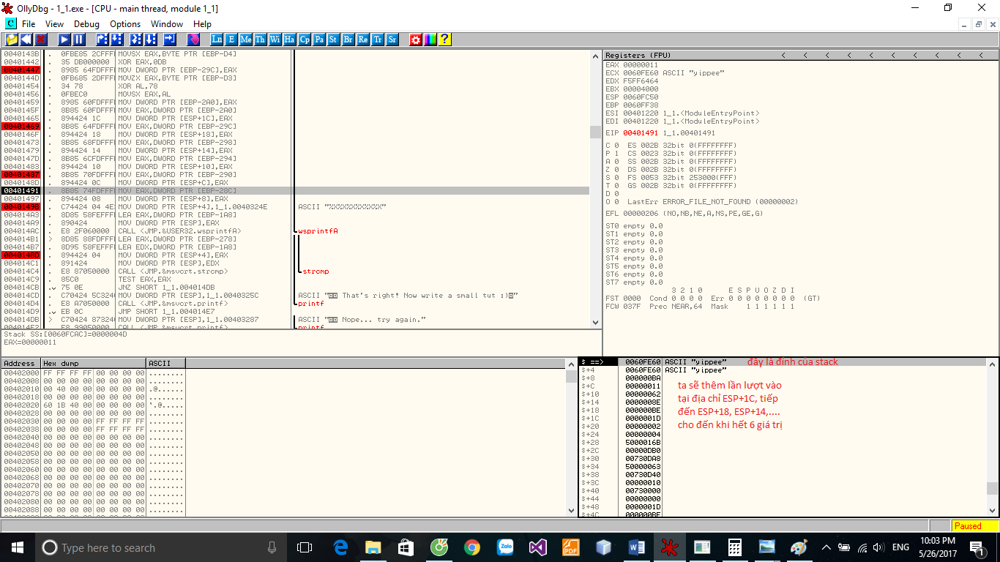 OllyDbg - 1_1.exe - [CPU - main thread, module 1_1]
C File View Debug Options Window Help
Ln E Me Th Wi Ha Cp Pa St Br Re Tr Sr ?
0040143B . 0FBE85 2CFFFF MOVSX EAX,BYTE PTR [EBP-D4]
00401442 . 35 DB000000 XOR EAX,0DB
00401447 . 8985 64FDFFFF MOV DWORD PTR [EBP-29C],EAX
0040144D . 0FB685 2DFFFF MOVZX EAX,BYTE PTR [EBP-D3]
00401454 . 34 78 XOR AL,78
00401456 . 0FBEC0 MOVSX EAX,AL
00401459 . 8985 60FDFFFF MOV DWORD PTR [EBP-2A0],EAX
0040145F . 8B85 60FDFFFF MOV EAX,DWORD PTR [EBP-2A0]
00401465 . 894424 1C MOV DWORD PTR [ESP+1C],EAX
00401469 . 8B85 64FDFFFF MOV EAX,DWORD PTR [EBP-29C]
0040146F . 894424 18 MOV DWORD PTR [ESP+18],EAX
00401473 . 8B85 68FDFFFF MOV EAX,DWORD PTR [EBP-298]
00401479 . 894424 14 MOV DWORD PTR [ESP+14],EAX
0040147D . 8B85 6CFDFFFF MOV EAX,DWORD PTR [EBP-294]
00401483 . 894424 10 MOV DWORD PTR [ESP+10],EAX
00401487 . 8B85 70FDFFFF MOV EAX,DWORD PTR [EBP-290]
0040148D . 894424 0C MOV DWORD PTR [ESP+C],EAX
00401491 . 8B85 74FDFFFF MOV EAX,DWORD PTR [EBP-28C]
00401497 . 894424 08 MOV DWORD PTR [ESP+8],EAX
0040149B . C74424 04 4E: MOV DWORD PTR [ESP+4],1_1.0040324E ASCII "%X%X%X%X%X%X"
004014A3 . 8D85 58FEFFFF LEA EAX,DWORD PTR [EBP-1A8]
004014A9 . 890424 MOV DWORD PTR [ESP],EAX
004014AC . E8 2F060000 CALL <JMP.&USER32.wsprintfA> wsprintfA
004014B1 > 8D85 88FDFFFF LEA EAX,DWORD PTR [EBP-278]
004014B7 . 8D95 58FEFFFF LEA EDX,DWORD PTR [EBP-1A8]
004014BD . 894424 04 MOV DWORD PTR [ESP+4],EAX
004014C1 . 891424 MOV DWORD PTR [ESP],EDX
004014C4 . E8 87050000 CALL <JMP.&msvcrt.strcmp> strcmp
004014C9 . 85C0 TEST EAX,EAX
004014CB . 75 0E JNZ SHORT 1_1.004014DB
004014CD . C70424 5C324 MOV DWORD PTR [ESP],1_1.0040325C ASCII " That's right! Now write a small tut :)"
004014D4 . E8 A7050000 CALL <JMP.&msvcrt.printf> printf
004014D9 . EB 0C JMP SHORT 1_1.004014E7
004014DB > C70424 87324 MOV DWORD PTR [ESP],1_1.00403287 ASCII " Nope... try again."
004014E2 . E8 99050000 CALL <JMP.&msvcrt.printf> printf
Stack SS:[0060FCAC]=0000004D
EAX=00000011
Registers (FPU) < < < < < < < < < <
EAX 00000011
ECX 0060FE60 ASCII "yippee"
EDX F5FF6464
EBX 00004000
ESP 0060FC50
EBP 0060FF38
ESI 00401220 1_1.<ModuleEntryPoint>
EDI 00401220 1_1.<ModuleEntryPoint>
EIP 00401491 1_1.00401491
C 0 ES 002B 32bit 0(FFFFFFFF)
P 1 CS 0023 32bit 0(FFFFFFFF)
A 0 SS 002B 32bit 0(FFFFFFFF)
Z 0 DS 002B 32bit 0(FFFFFFFF)
S 0 FS 0053 32bit 253000(FFF)
T 0 GS 002B 32bit 0(FFFFFFFF)
D 0
O 0 LastErr ERROR_FILE_NOT_FOUND (00000002)
EFL 00000206 (NO,NB,NE,A,NS,PE,GE,G)
ST0 empty 0.0
ST1 empty 0.0
ST2 empty 0.0
ST3 empty 0.0
ST4 empty 0.0
ST5 empty 0.0
ST6 empty 0.0
ST7 empty 0.0
3 2 1 0 E S P U O Z D I
FST 0000 Cond 0 0 0 0 Err 0 0 0 0 0 0 0 0 (GT)
FCW 037F Prec NEAR,64 Mask 1 1 1 1 1 1
Address Hex dump ASCII
00402000 FF FF FF FF 00 00 00 00 ........
00402008 00 00 00 00 00 00 00 00 ........
00402010 00 40 00 00 00 00 00 00 .@......
00402018 00 00 00 00 00 00 00 00 ........
00402020 60 1B 40 00 00 00 00 00 `.@.....
00402028 00 00 00 00 00 00 00 00 ........
00402030 00 00 00 00 FF FF FF FF ........
00402038 00 00 00 00 FF FF FF FF ........
00402040 00 00 00 00 00 00 00 00 ........
00402048 00 00 00 00 00 00 00 00 ........
00402050 00 00 00 00 00 00 00 00 ........
00402058 00 00 00 00 00 00 00 00 ........
00402060 00 00 00 00 00 00 00 00 ........
00402068 00 00 00 00 00 00 00 00 ........
00402070 00 00 00 00 00 00 00 00 ........
00402078 00 00 00 00 00 00 00 00 ........
00402080 00 00 00 00 00 00 00 00 ........
00402088 00 00 00 00 00 00 00 00 ........
$ ==> 0060FE60 ASCII "yippee" đây là đỉnh của stack
$+4 0060FE60 ASCII "yippee"
$+8 000000BA
$+C 00000011
$+10 00000062
$+14 0000008E
$+18 000000BE
$+1C 0000001D
$+20 00000002
$+24 00000004
$+28 5000016B
$+2C 00000DB0
$+30 00730DA8
$+34 50000063
$+38 00730D40
$+3C 00000010
$+40 00730000
$+44 00000000
$+48 0000001D
$+4C 000000BE
ta sẽ thêm lần lượt vào
tại địa chỉ ESP+1C, tiếp
đến ESP+18, ESP+14,....
cho đến khi hết 6 giá trị
Paused
Type here to search
Zalo
PDF
ENG
10:03 PM
5/26/2017
1